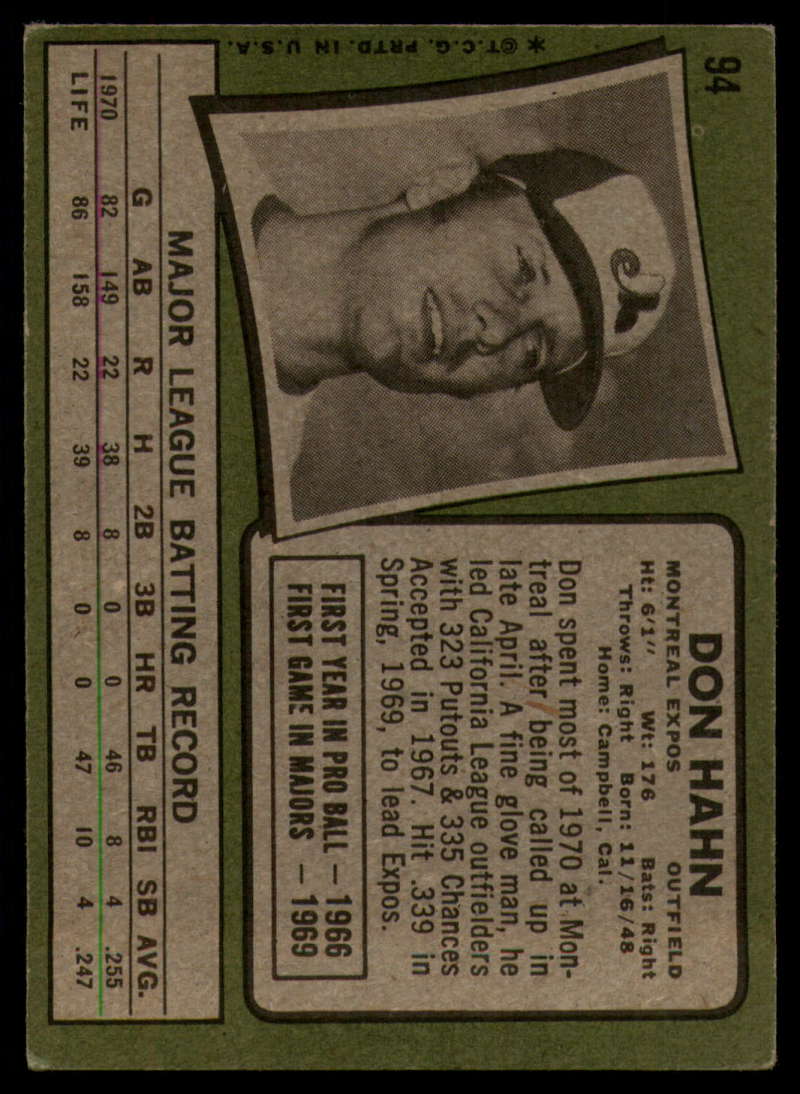 94
DON HAHN
MONTREAL EXPOS OUTFIELD
Ht: 6'1" Wt: 176 Bats: Right
Throws: Right Born: 11/16/48
Home: Campbell, Cal.
Don spent most of 1970 at Mon-
treal after being called up in
late April. A fine glove man, he
led California League outfielders
with 323 Putouts & 335 Chances
Accepted in 1967. Hit .339 in
Spring, 1969, to lead Expos.
FIRST YEAR IN PRO BALL — 1966
FIRST GAME IN MAJORS — 1969
MAJOR LEAGUE BATTING RECORD
G AB R H 2B 3B HR TB RBI SB AVG.
1970 82 149 22 38 8 0 0 46 8 4 .255
LIFE 86 158 22 39 8 0 0 47 10 4 .247
*©T.C.G. PRTD. IN U.S.A.